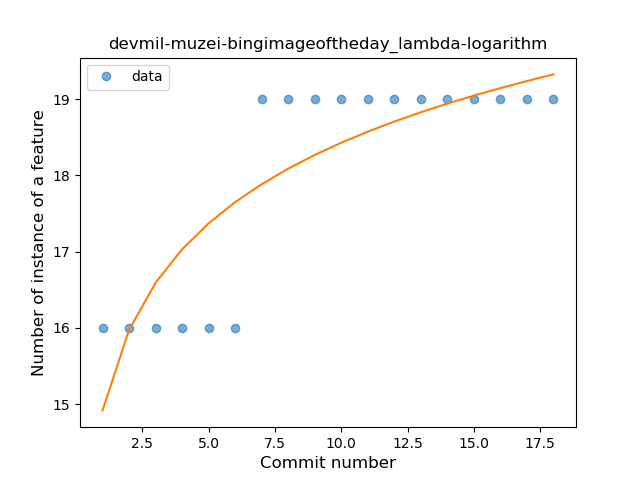 devmil-muzei-bingimageoftheday_lambda-logarithm
data
Number of instance of a feature
19
18
17
16
15
2.5 5.0 7.5 10.0 12.5 15.0 17.5
Commit number